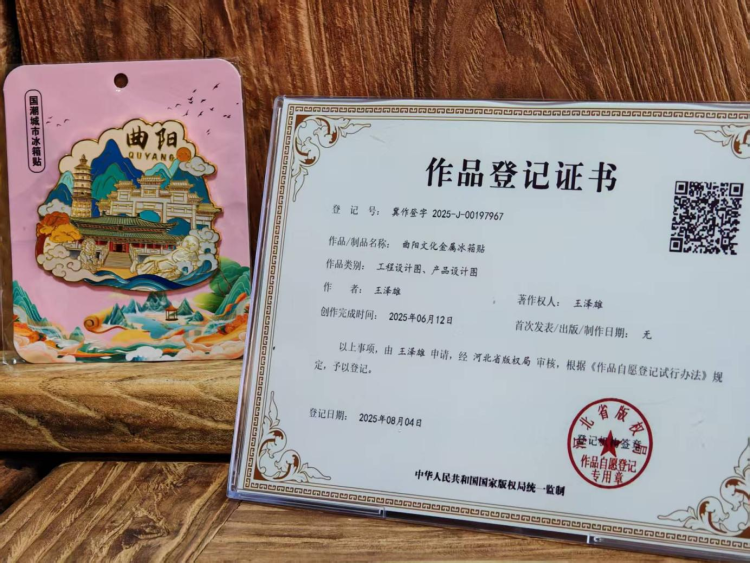 国潮城市冰箱贴
曲阳
QUYANG
作品登记证书
登 记 号： 冀作登字 2025-J-00197967
作品/制品名称： 曲阳文化金属冰箱贴
作品类别： 工程设计图、产品设计图
作 者： 王泽雄
著作权人： 王泽雄
创作完成时间： 2025年06月12日
首次发表/出版/制作日期： 无
以上事项，由 王泽雄 申请，经 河北省版权局 审核，根据《作品自愿登记试行办法》规
定，予以登记。
登记日期： 2025年08月04日
河北省版权局
作品自愿登记
专用章
中华人民共和国国家版权局统一监制